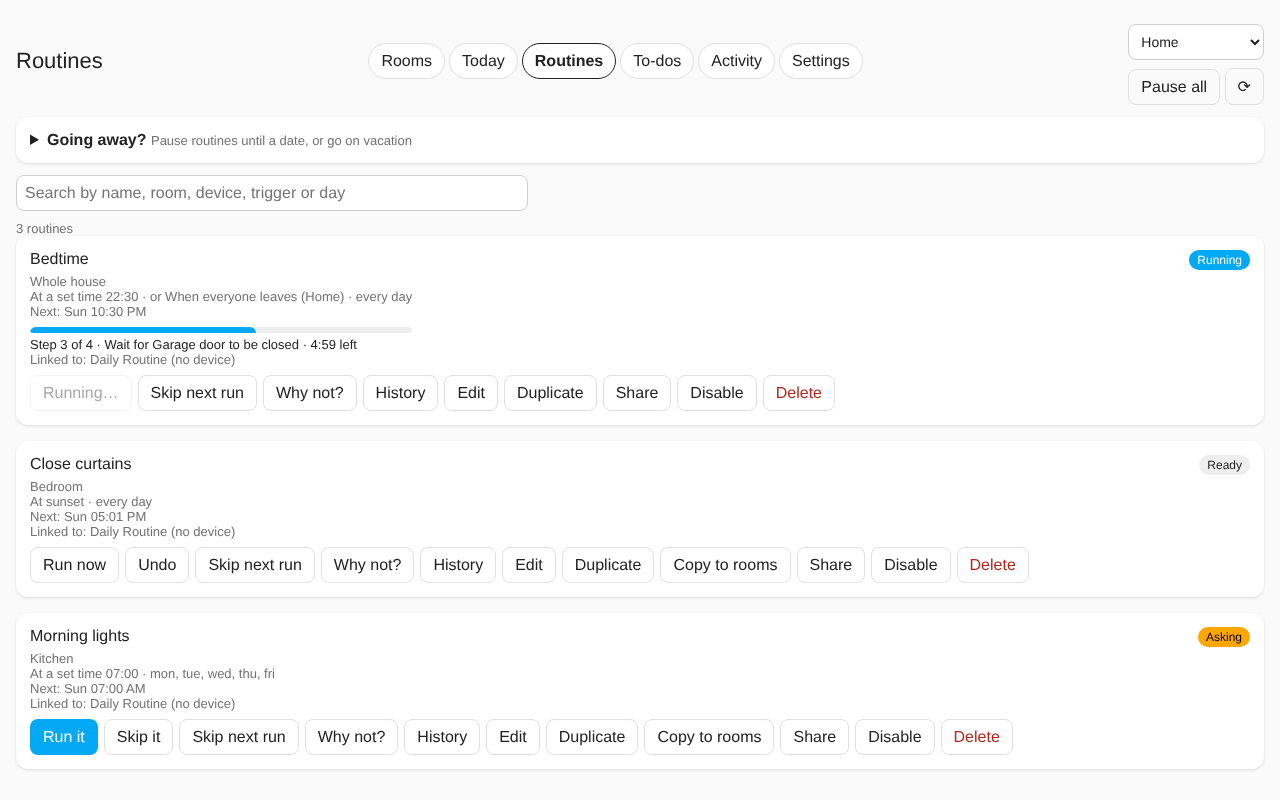 Routines
Rooms
Today
Routines
To-dos
Activity
Settings
Home
Pause all
⟳
Going away? Pause routines until a date, or go on vacation
Search by name, room, device, trigger or day
3 routines
Bedtime
Running
Whole house
At a set time 22:30 · or When everyone leaves (Home) · every day
Next: Sun 10:30 PM
Step 3 of 4 · Wait for Garage door to be closed · 4:59 left
Linked to: Daily Routine (no device)
Running… Skip next run Why not? History Edit Duplicate Share Disable Delete
Close curtains
Ready
Bedroom
At sunset · every day
Next: Sun 05:01 PM
Linked to: Daily Routine (no device)
Run now Undo Skip next run Why not? History Edit Duplicate Copy to rooms Share Disable Delete
Morning lights
Asking
Kitchen
At a set time 07:00 · mon, tue, wed, thu, fri
Next: Sun 07:00 AM
Linked to: Daily Routine (no device)
Run it Skip it Skip next run Why not? History Edit Duplicate Copy to rooms Share Disable Delete